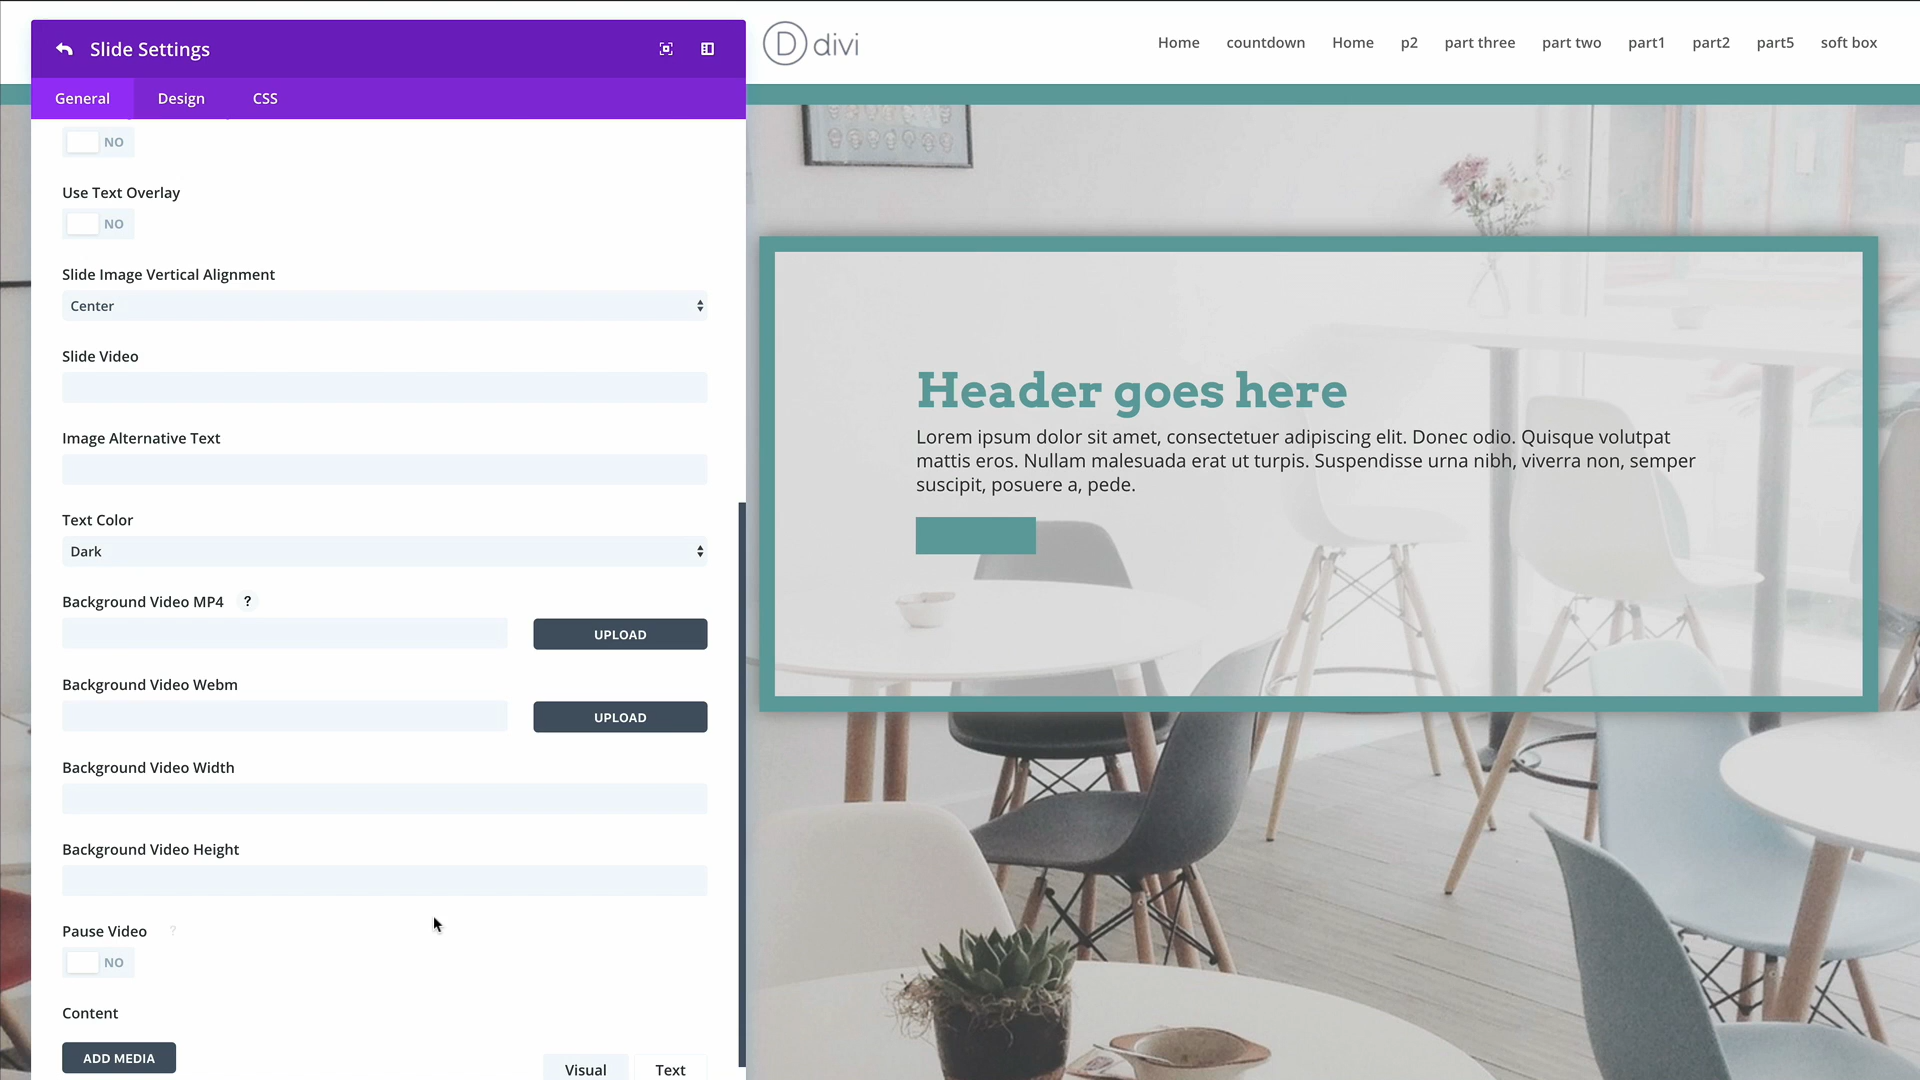 Slide Settings
General
Design
CSS
NO
Use Text Overlay
NO
Slide Image Vertical Alignment
Center
Slide Video
Image Alternative Text
Text Color
Dark
Background Video MP4 ?
UPLOAD
Background Video Webm
UPLOAD
Background Video Width
Background Video Height
Pause Video ?
NO
Content
ADD MEDIA
Visual
Text
D divi
Home
countdown
Home
p2
part three
part two
part1
part2
part5
soft box
Header goes here
Lorem ipsum dolor sit amet, consectetuer adipiscing elit. Donec odio. Quisque volutpat
mattis eros. Nullam malesuada erat ut turpis. Suspendisse urna nibh, viverra non, semper
suscipit, posuere a, pede.